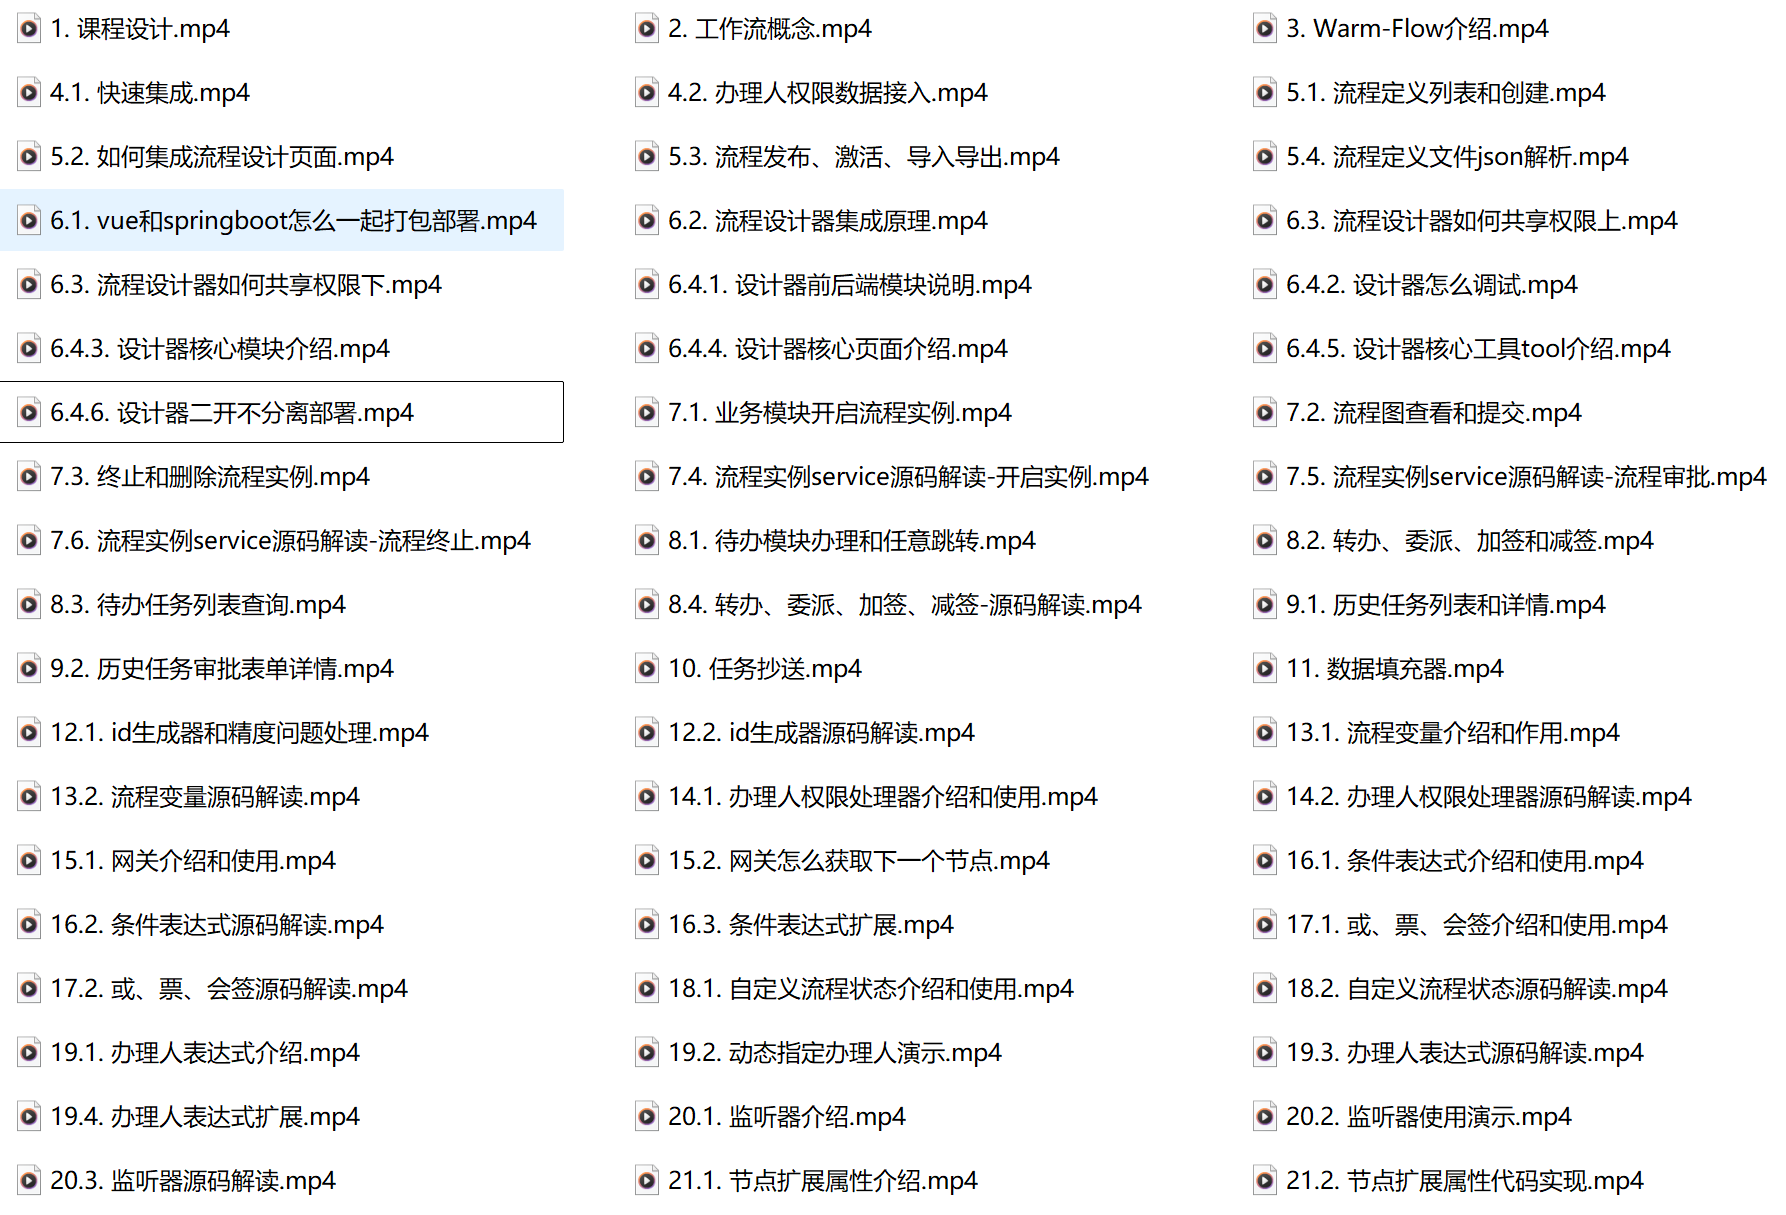 1. 课程设计.mp4
2. 工作流概念.mp4
3. Warm-Flow介绍.mp4
4.1. 快速集成.mp4
4.2. 办理人权限数据接入.mp4
5.1. 流程定义列表和创建.mp4
5.2. 如何集成流程设计页面.mp4
5.3. 流程发布、激活、导入导出.mp4
5.4. 流程定义文件json解析.mp4
6.1. vue和springboot怎么一起打包部署.mp4
6.2. 流程设计器集成原理.mp4
6.3. 流程设计器如何共享权限上.mp4
6.3. 流程设计器如何共享权限下.mp4
6.4.1. 设计器前后端模块说明.mp4
6.4.2. 设计器怎么调试.mp4
6.4.3. 设计器核心模块介绍.mp4
6.4.4. 设计器核心页面介绍.mp4
6.4.5. 设计器核心工具tool介绍.mp4
6.4.6. 设计器二开不分离部署.mp4
7.1. 业务模块开启流程实例.mp4
7.2. 流程图查看和提交.mp4
7.3. 终止和删除流程实例.mp4
7.4. 流程实例service源码解读-开启实例.mp4
7.5. 流程实例service源码解读-流程审批.mp4
7.6. 流程实例service源码解读-流程终止.mp4
8.1. 待办模块办理和任意跳转.mp4
8.2. 转办、委派、加签和减签.mp4
8.3. 待办任务列表查询.mp4
8.4. 转办、委派、加签、减签-源码解读.mp4
9.1. 历史任务列表和详情.mp4
9.2. 历史任务审批表单详情.mp4
10. 任务抄送.mp4
11. 数据填充器.mp4
12.1. id生成器和精度问题处理.mp4
12.2. id生成器源码解读.mp4
13.1. 流程变量介绍和作用.mp4
13.2. 流程变量源码解读.mp4
14.1. 办理人权限处理器介绍和使用.mp4
14.2. 办理人权限处理器源码解读.mp4
15.1. 网关介绍和使用.mp4
15.2. 网关怎么获取下一个节点.mp4
16.1. 条件表达式介绍和使用.mp4
16.2. 条件表达式源码解读.mp4
16.3. 条件表达式扩展.mp4
17.1. 或、票、会签介绍和使用.mp4
17.2. 或、票、会签源码解读.mp4
18.1. 自定义流程状态介绍和使用.mp4
18.2. 自定义流程状态源码解读.mp4
19.1. 办理人表达式介绍.mp4
19.2. 动态指定办理人演示.mp4
19.3. 办理人表达式源码解读.mp4
19.4. 办理人表达式扩展.mp4
20.1. 监听器介绍.mp4
20.2. 监听器使用演示.mp4
20.3. 监听器源码解读.mp4
21.1. 节点扩展属性介绍.mp4
21.2. 节点扩展属性代码实现.mp4